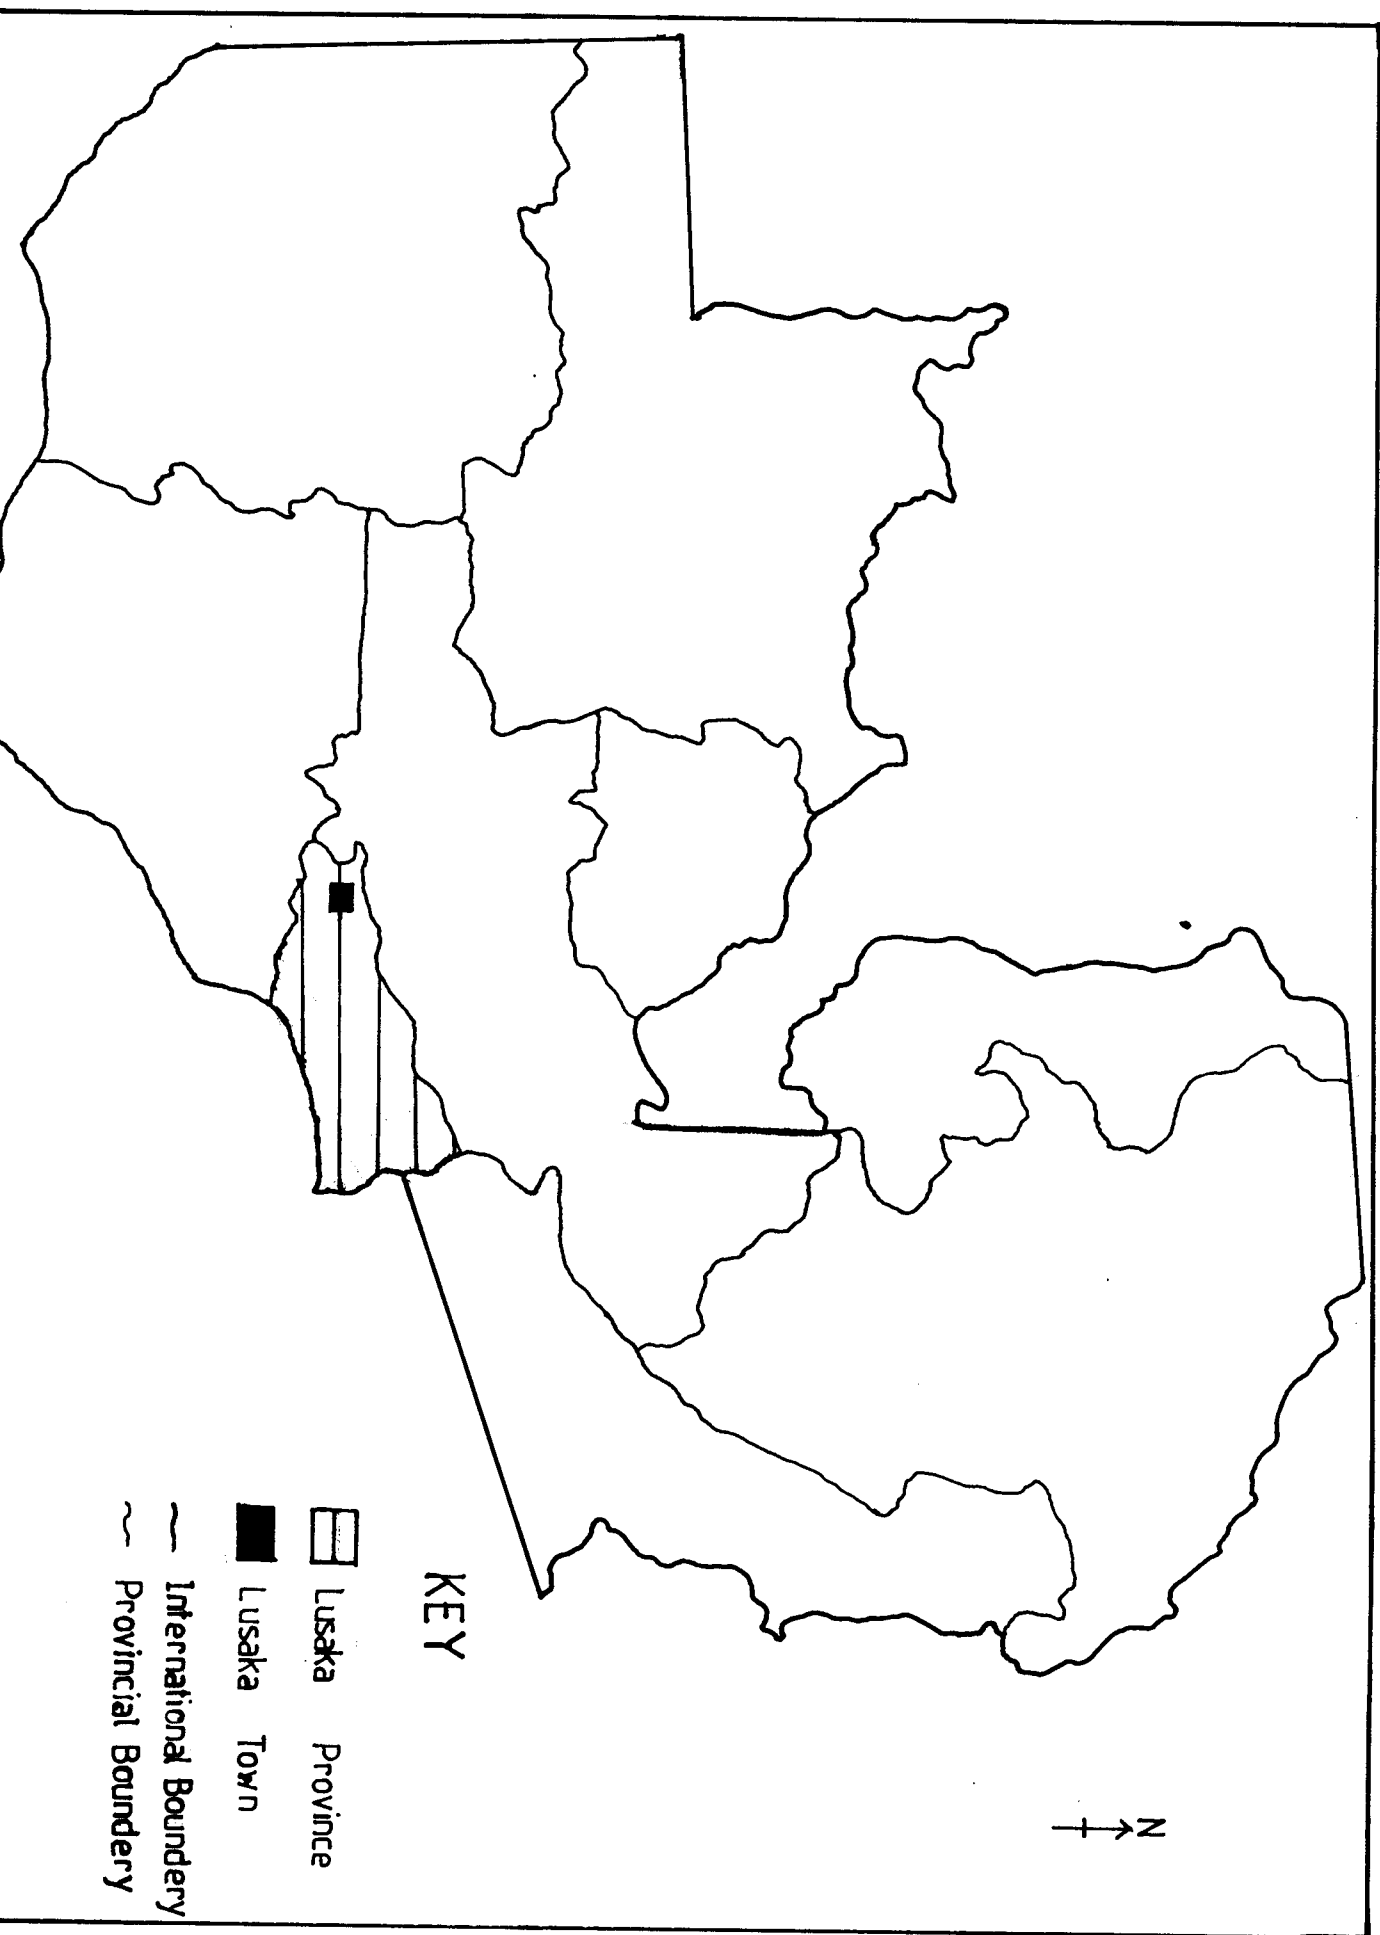 N
KEY
Lusaka Province
Lusaka Town
International Boundery
Provincial Boundery